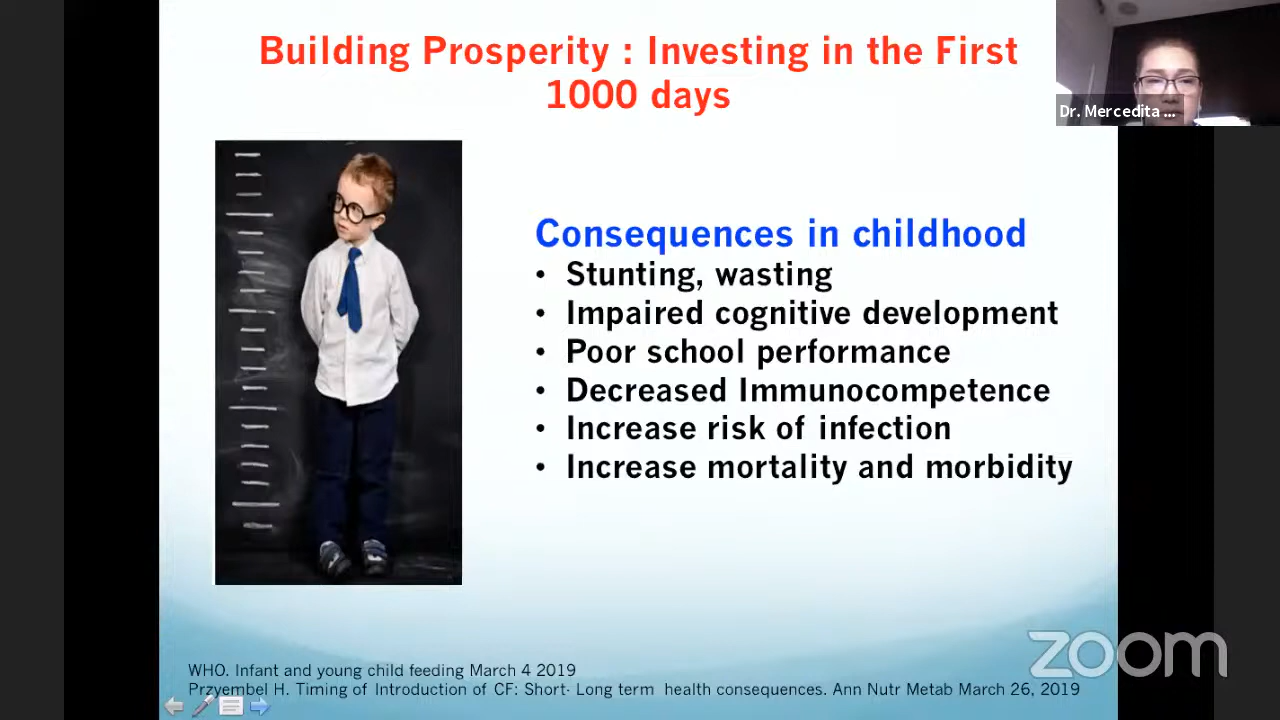 Building Prosperity : Investing in the First
1000 days
Dr. Mercedita ...
Consequences in childhood
• Stunting, wasting
• Impaired cognitive development
• Poor school performance
• Decreased Immunocompetence
• Increase risk of infection
• Increase mortality and morbidity
zoom
WHO. Infant and young child feeding March 4 2019
Przyembel H. Timing of Introduction of CF: Short- Long term health consequences. Ann Nutr Metab March 26, 2019